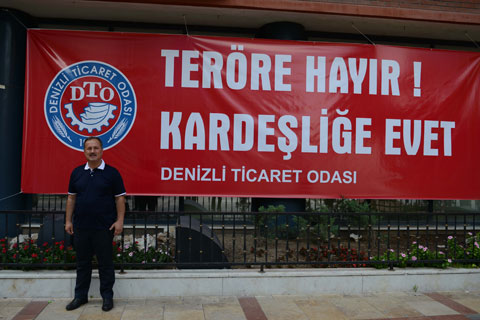 DENİZLİ TİCARET ODASI
DTO
TERÖRE HAYIR !
KARDEŞLİĞE EVET
DENİZLİ TİCARET ODASI